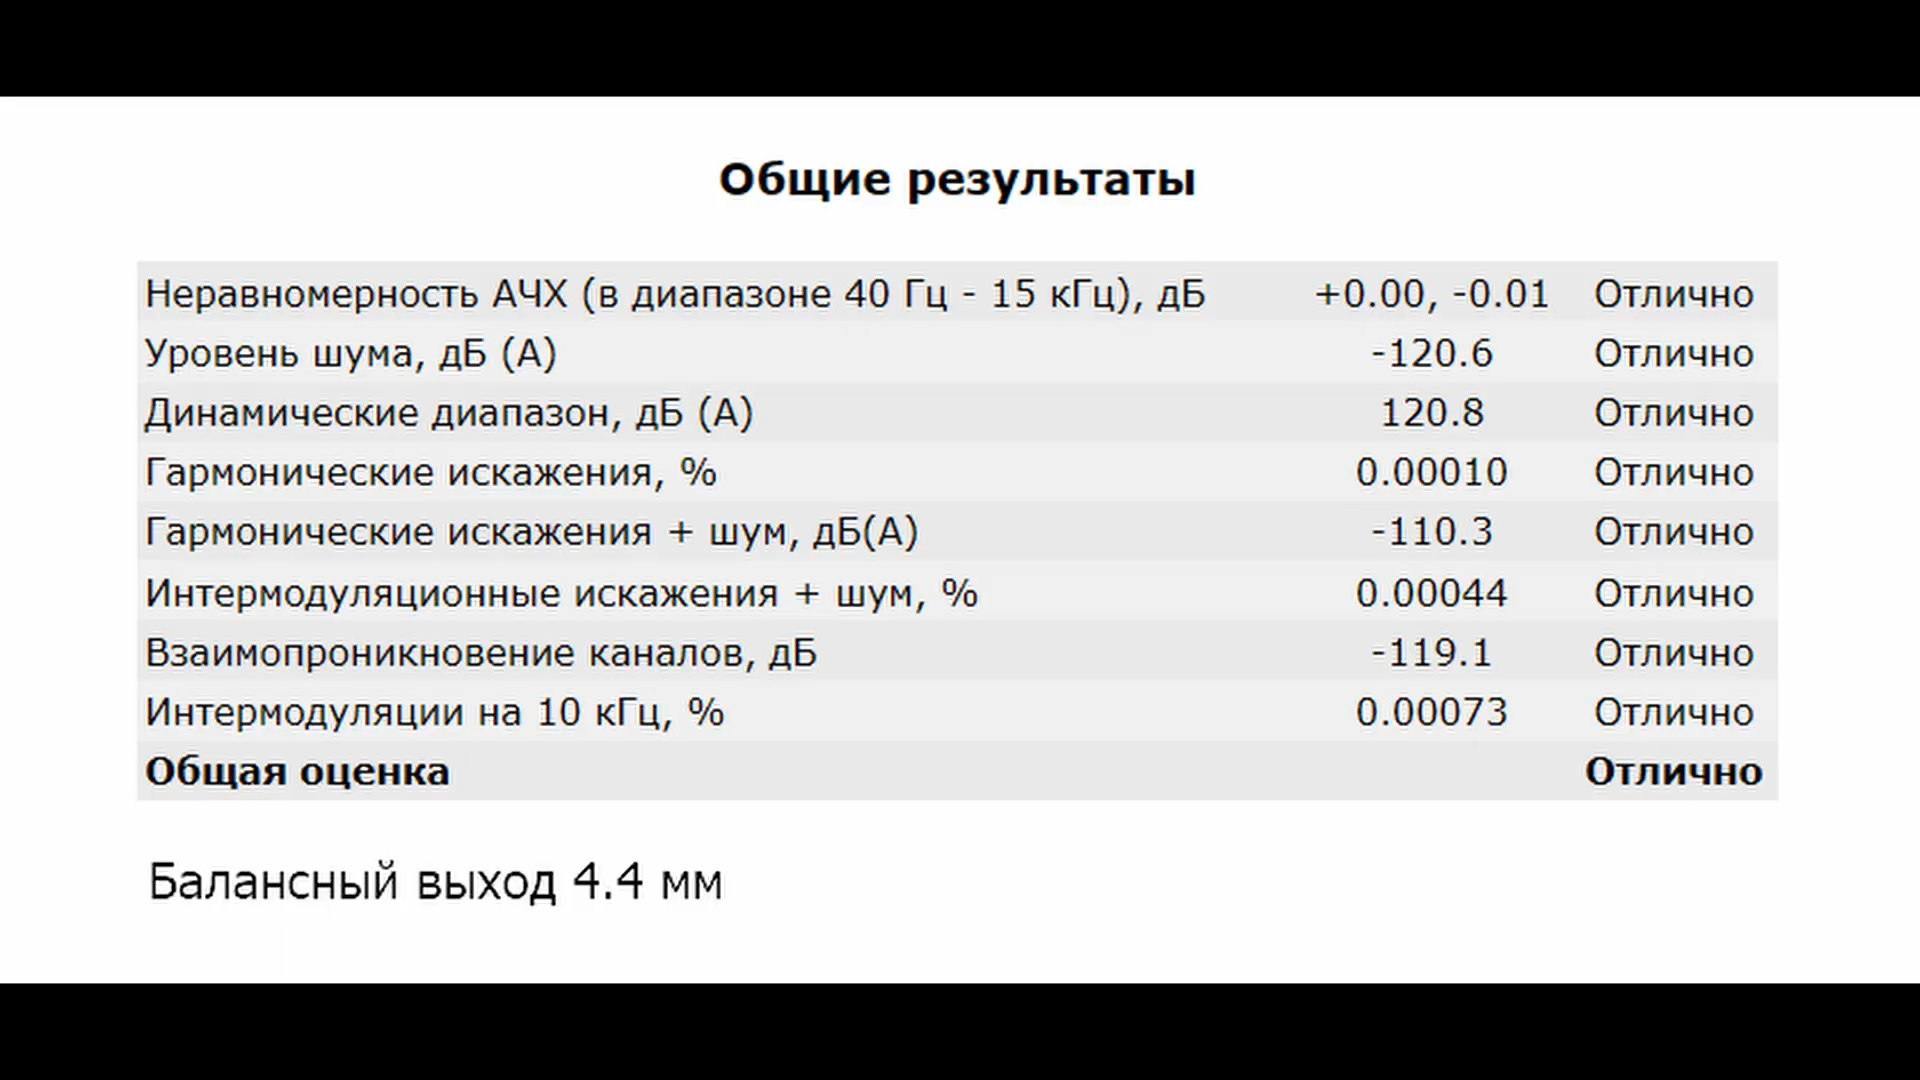 Общие результаты
Неравномерность АЧХ (в диапазоне 40 Гц - 15 кГц), дБ +0.00, -0.01 Отлично
Уровень шума, дБ (А) -120.6 Отлично
Динамический диапазон, дБ (А) 120.8 Отлично
Гармонические искажения, % 0.00010 Отлично
Гармонические искажения + шум, дБ(А) -110.3 Отлично
Интермодуляционные искажения + шум, % 0.00044 Отлично
Взаимопроникновение каналов, дБ -119.1 Отлично
Интермодуляции на 10 кГц, % 0.00073 Отлично
Общая оценка Отлично
Балансный выход 4.4 мм